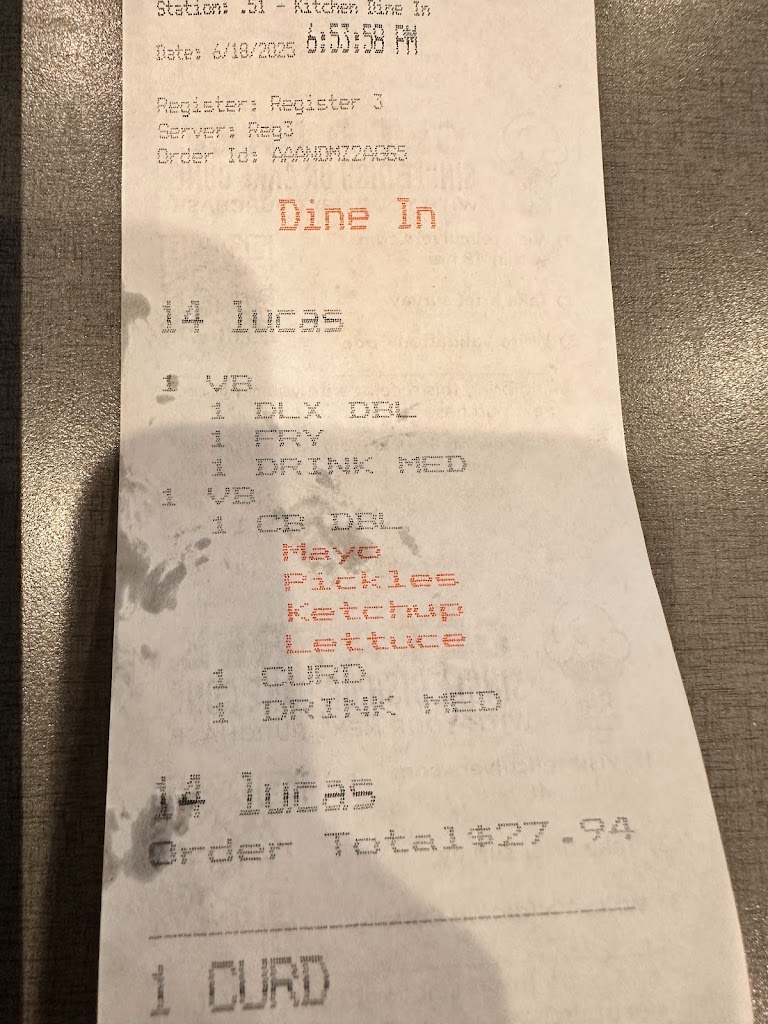 Station: .51 - Kitchen Dine In
Date: 6/18/2025 6:53:58 PM
Register: Register 3
Server: Reg3
Order Id: AAANDMI2AGG5
Dine In
14 lucas
1 VB
1 DLX DBL
1 FRY
1 DRINK MED
1 VB
1 CB DBL
Mayo
Pickles
Ketchup
Lettuce
1 CURD
1 DRINK MED
14 lucas
Order Total$27.94
1 CURD